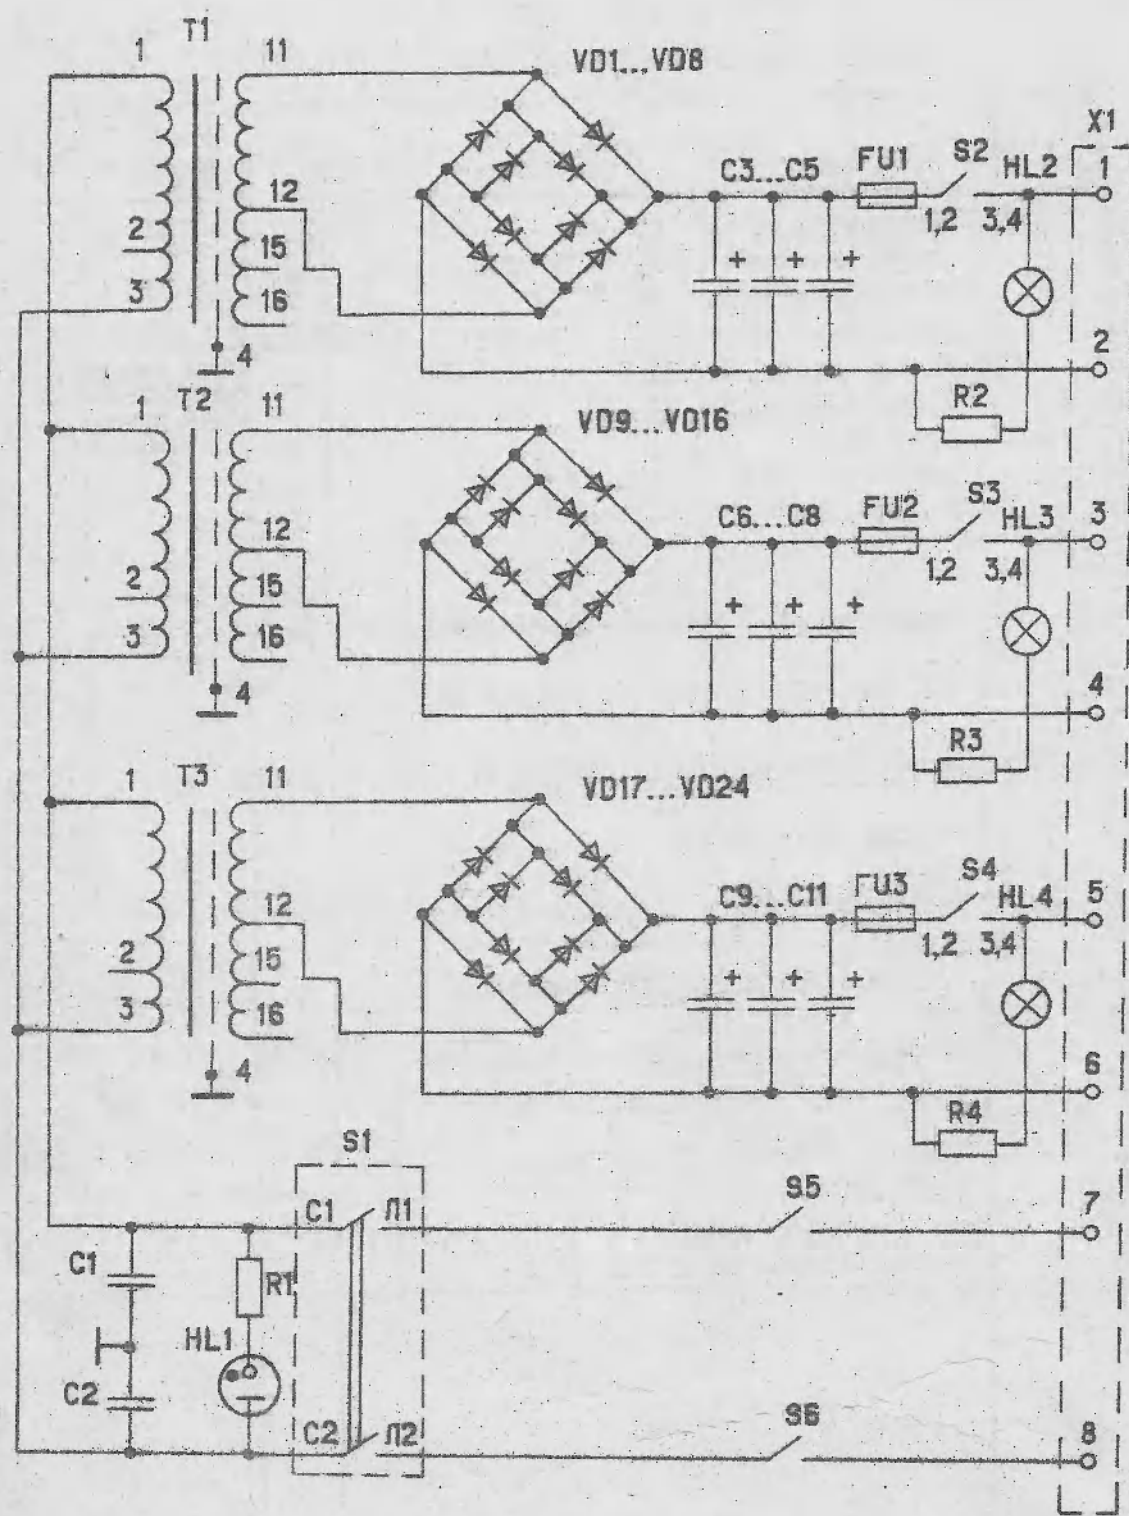 T1
1 11
VD1...VD8
X1
C3...C5 FU1 S2 HL2 1
12
2 15 1,2 3,4
3 16 + + +
4 2
R2
T2
1 11
VD9...VD16
C6...C8 FU2 S3 HL3 3
12
2 15 1,2 3,4
3 16 + + +
4 4
R3
T3
1 11
VD17...VD24
C9...C11 FU3 S4 HL4 5
12
2 15 1,2 3,4
3 16 + + +
4 6
R4
S1
C1 Л1 S5 7
C1 R1
HL1
C2
C2 Л2 S6 8